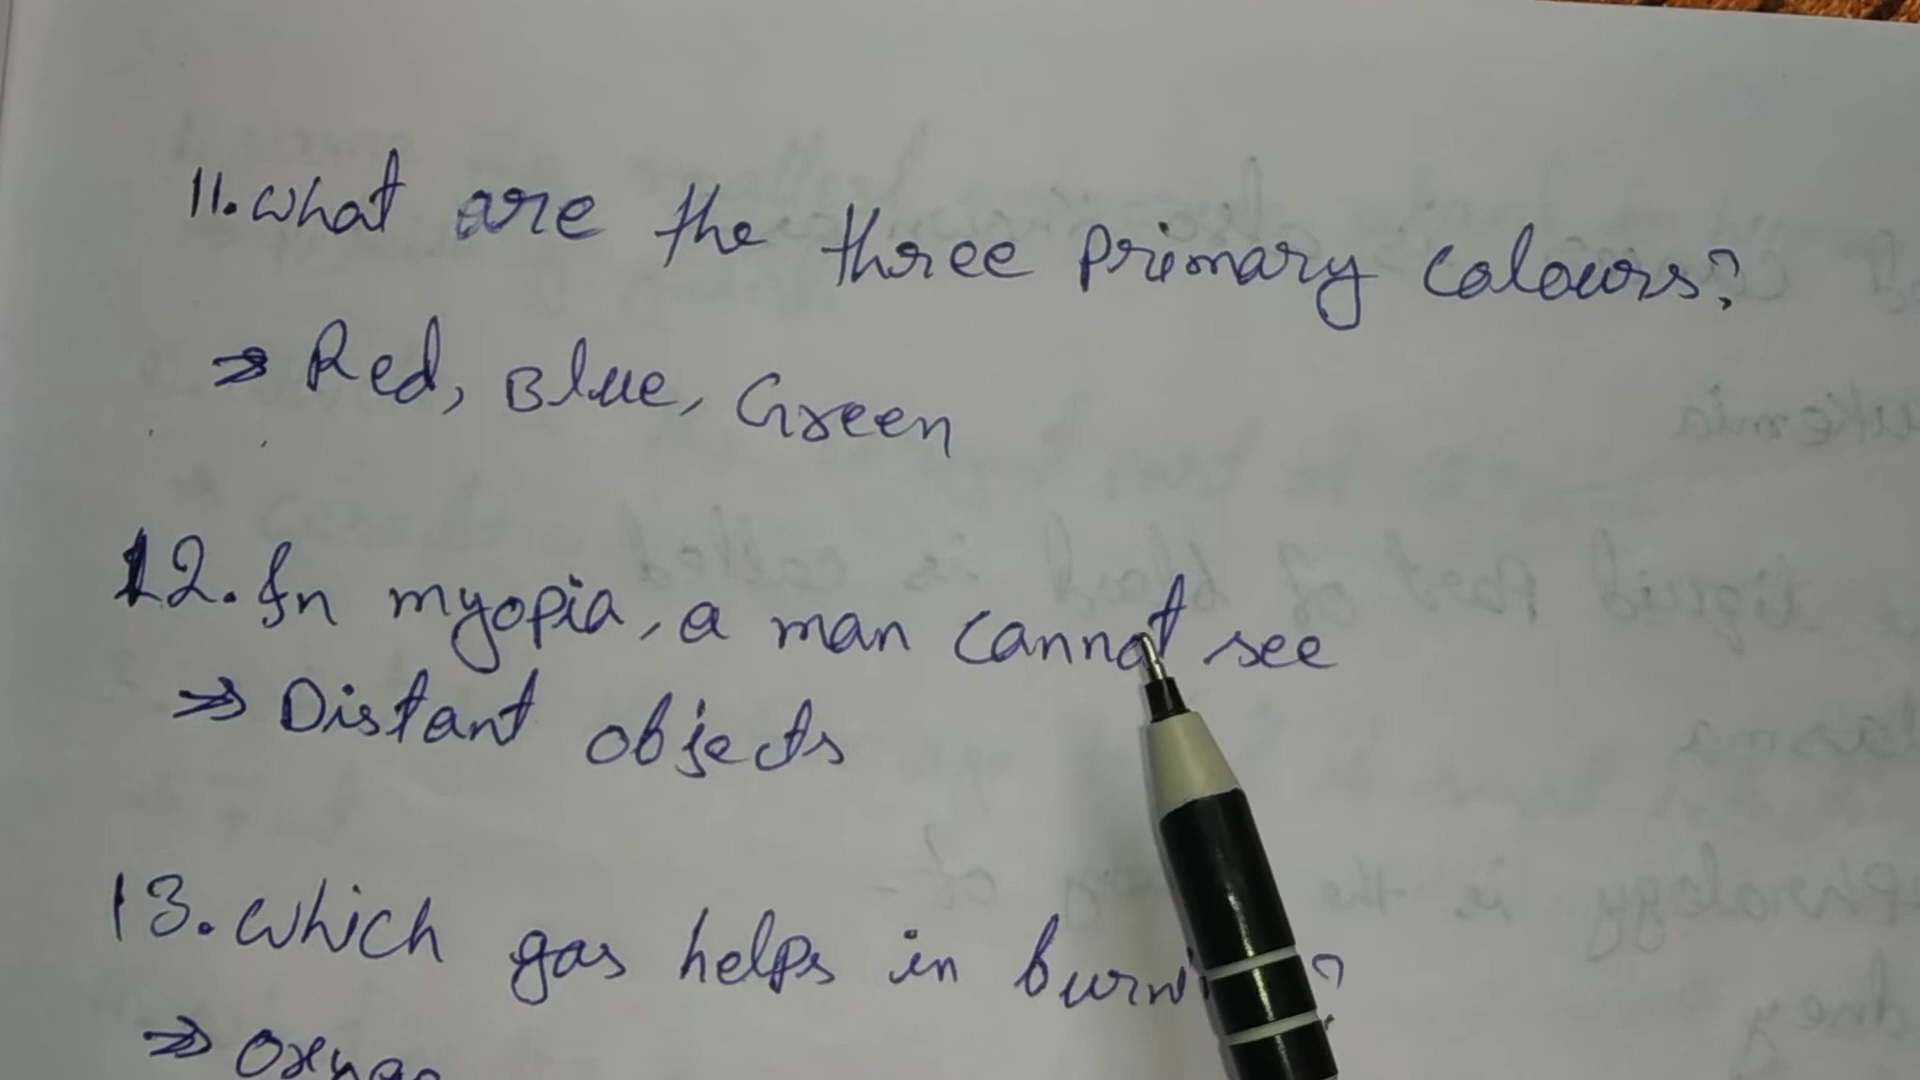 11. What are the three primary colours?
⇒ Red, Blue, Green
12. In myopia, a man cannot see
⇒ Distant objects
13. Which gas helps in
⇒